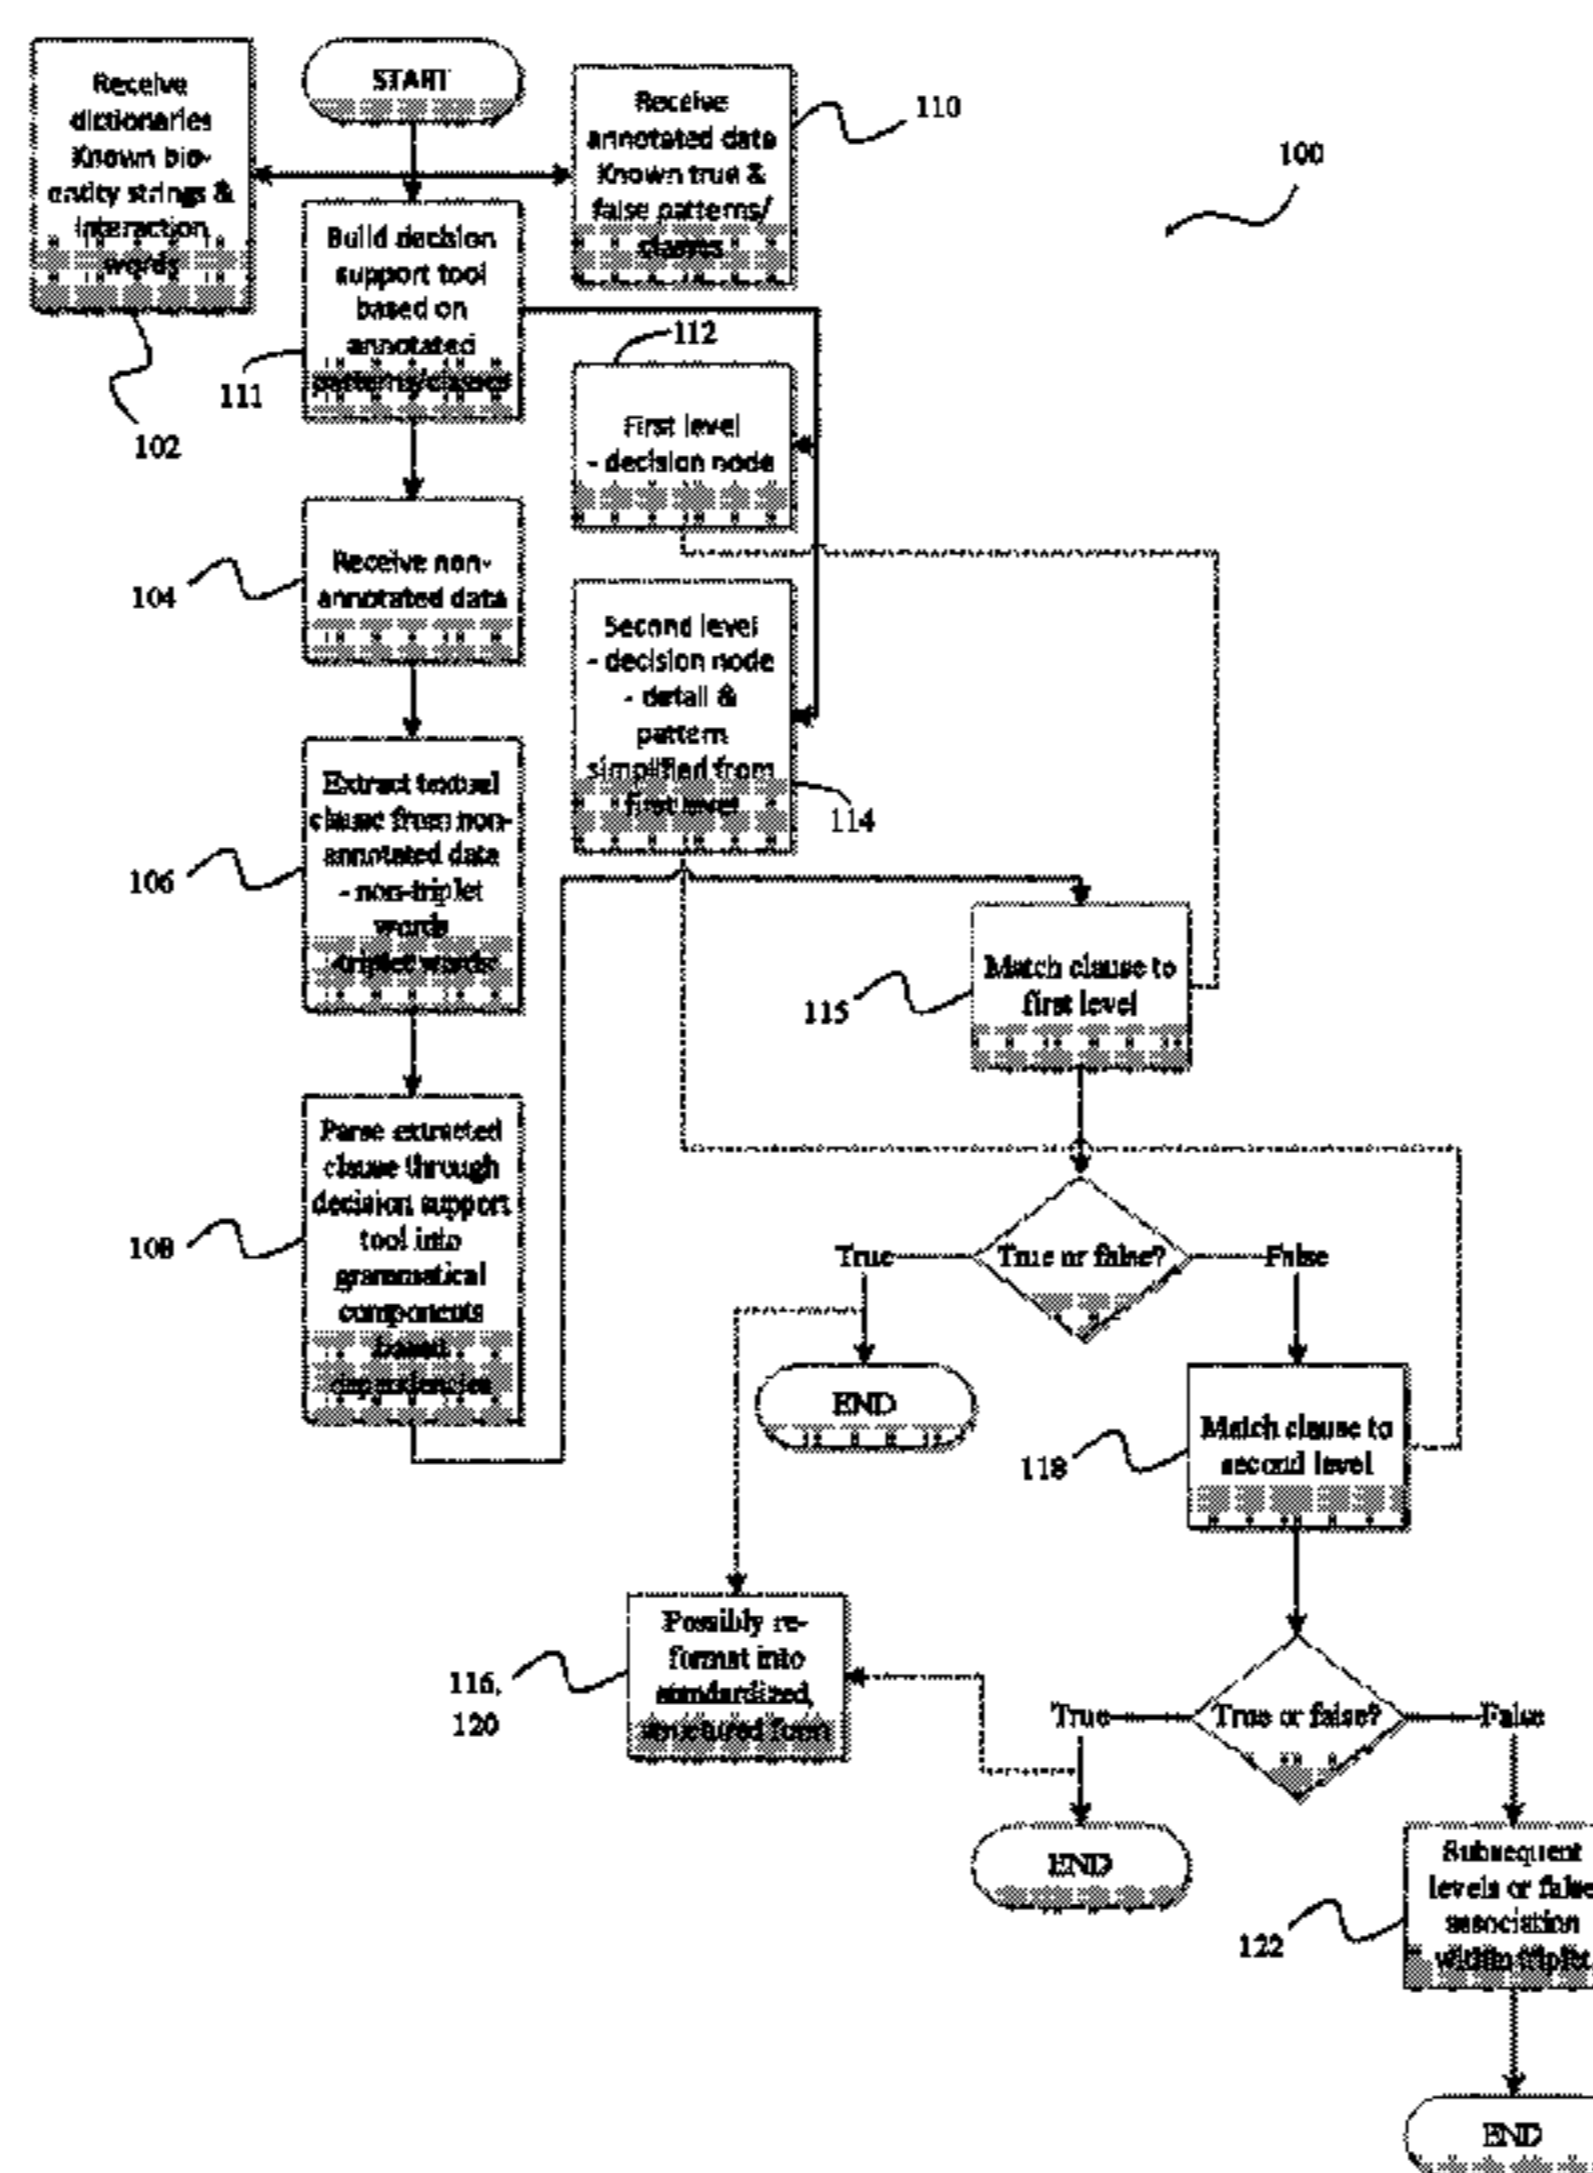 START
Receive
dictionaries
Known bio-
entity strings &
interaction
words
102
Receive
annotated data
Known true &
false patterns/
classes
110
100
Build decision
support tool
based on
annotated
patterns/classes
111
112
First level
- decision node
Receive non-
annotated data
104
Second level
- decision node
- detail &
pattern
simplified from
first level
114
Extract textual
clause from non-
annotated data
- non-triplet
words
-triplet words
106
Match clause to
first level
115
Parse extracted
clause through
decision support
tool into
grammatical
components
based
dependencies
108
True
True or false?
False
END
Match clause to
second level
118
Possibly re-
format into
standardized,
structured form
116,
120
True
True or false?
False
END
Subsequent
levels or false
association
within triplet
122
END